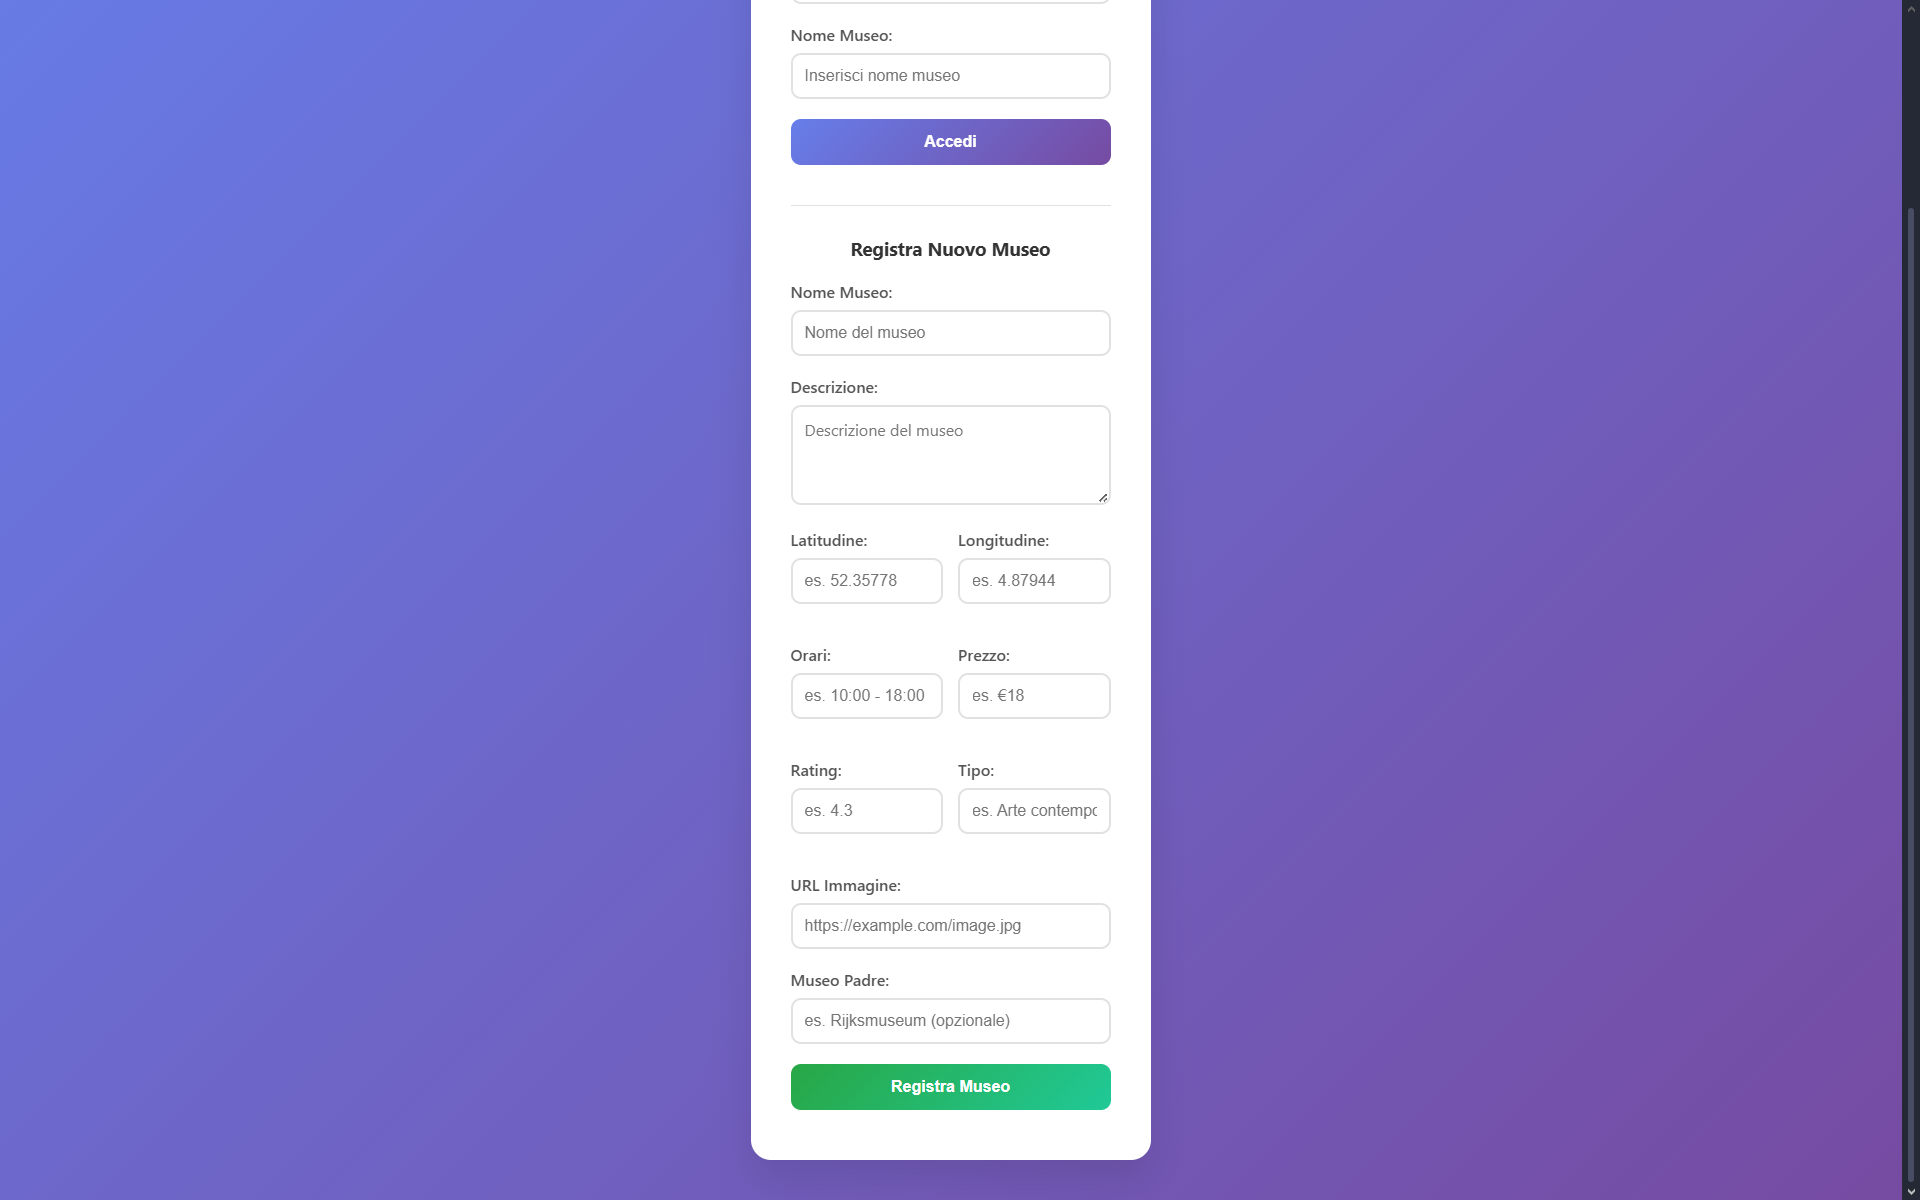 Nome Museo:
Inserisci nome museo
Accedi
Registra Nuovo Museo
Nome Museo:
Nome del museo
Descrizione:
Descrizione del museo
Latitudine: Longitudine:
es. 52.35778 es. 4.87944
Orari: Prezzo:
es. 10:00 - 18:00 es. €18
Rating: Tipo:
es. 4.3 es. Arte contempo
URL Immagine:
https://example.com/image.jpg
Museo Padre:
es. Rijksmuseum (opzionale)
Registra Museo